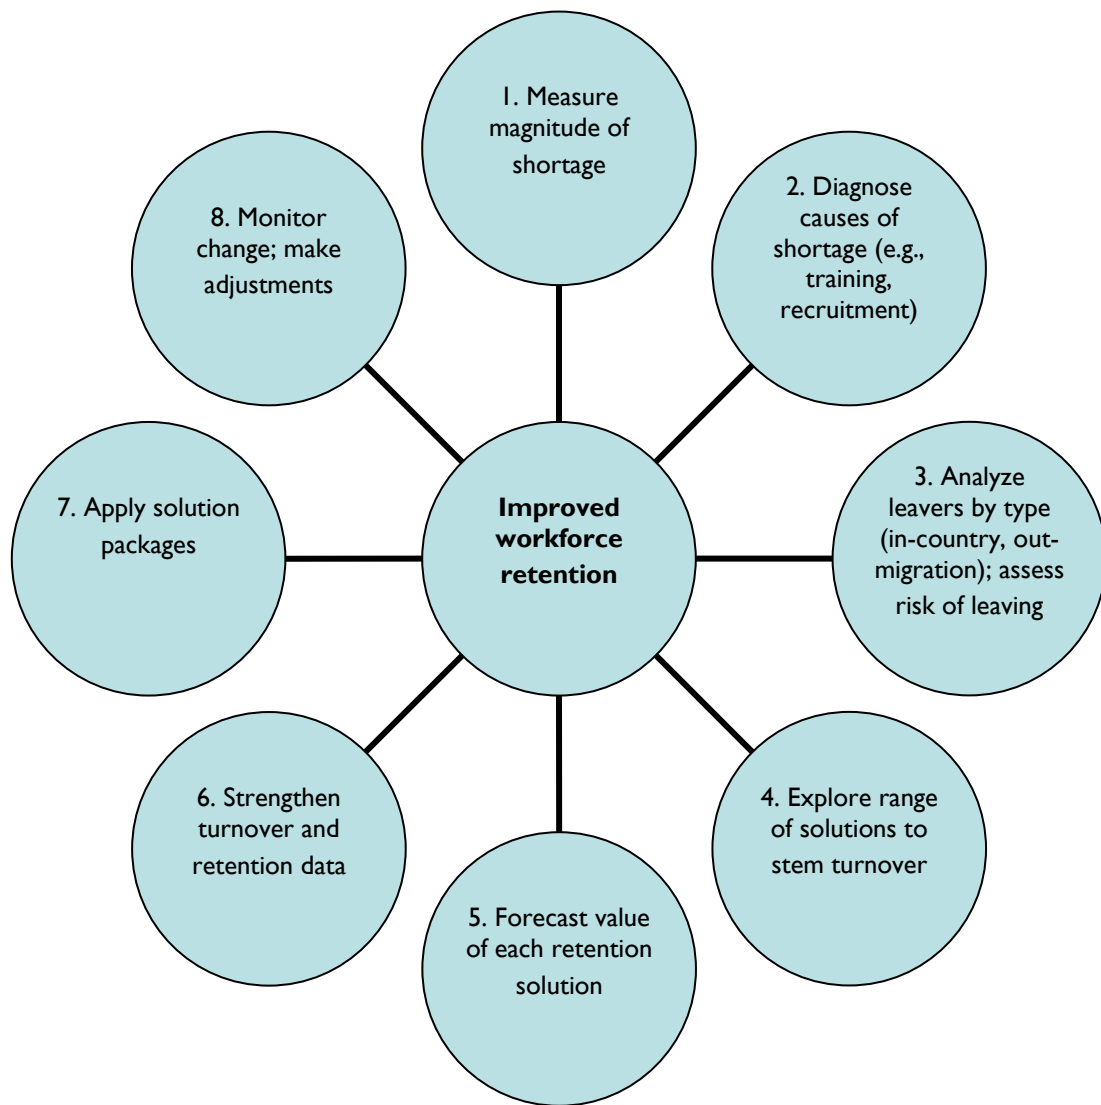 1. Measure
magnitude of
shortage
2. Diagnose
causes of
shortage (e.g.,
training,
recruitment)
3. Analyze
leavers by type
(in-country, out-
migration); assess
risk of leaving
4. Explore range
of solutions to
stem turnover
5. Forecast value
of each retention
solution
6. Strengthen
turnover and
retention data
7. Apply solution
packages
8. Monitor
change; make
adjustments
Improved
workforce
retention